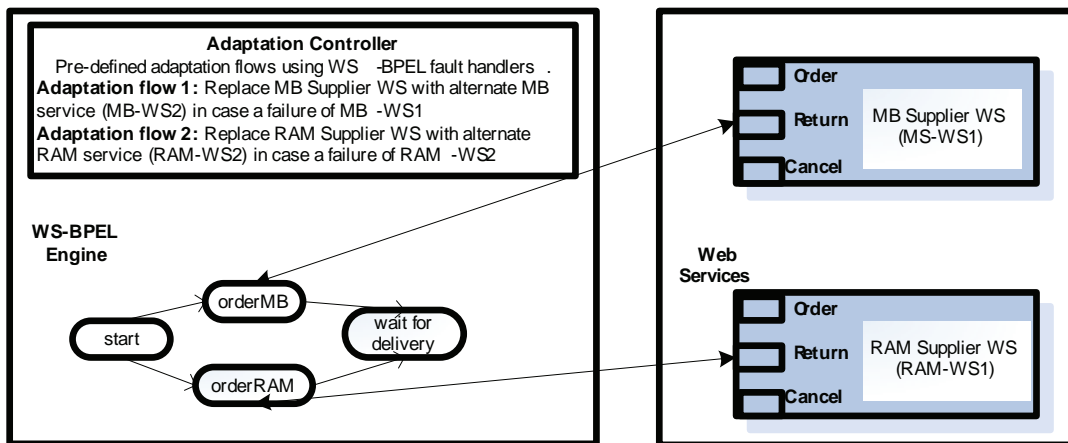 Adaptation Controller
Pre-defined adaptation flows using WS -BPEL fault handlers .
Adaptation flow 1: Replace MB Supplier WS with alternate MB
service (MB-WS2) in case a failure of MB -WS1
Adaptation flow 2: Replace RAM Supplier WS with alternate
RAM service (RAM-WS2) in case a failure of RAM -WS2
WS-BPEL
Engine
start
orderMB
orderRAM
wait for
delivery
Order
Return
Cancel
MB Supplier WS
(MS-WS1)
Web
Services
Order
Return
Cancel
RAM Supplier WS
(RAM-WS1)